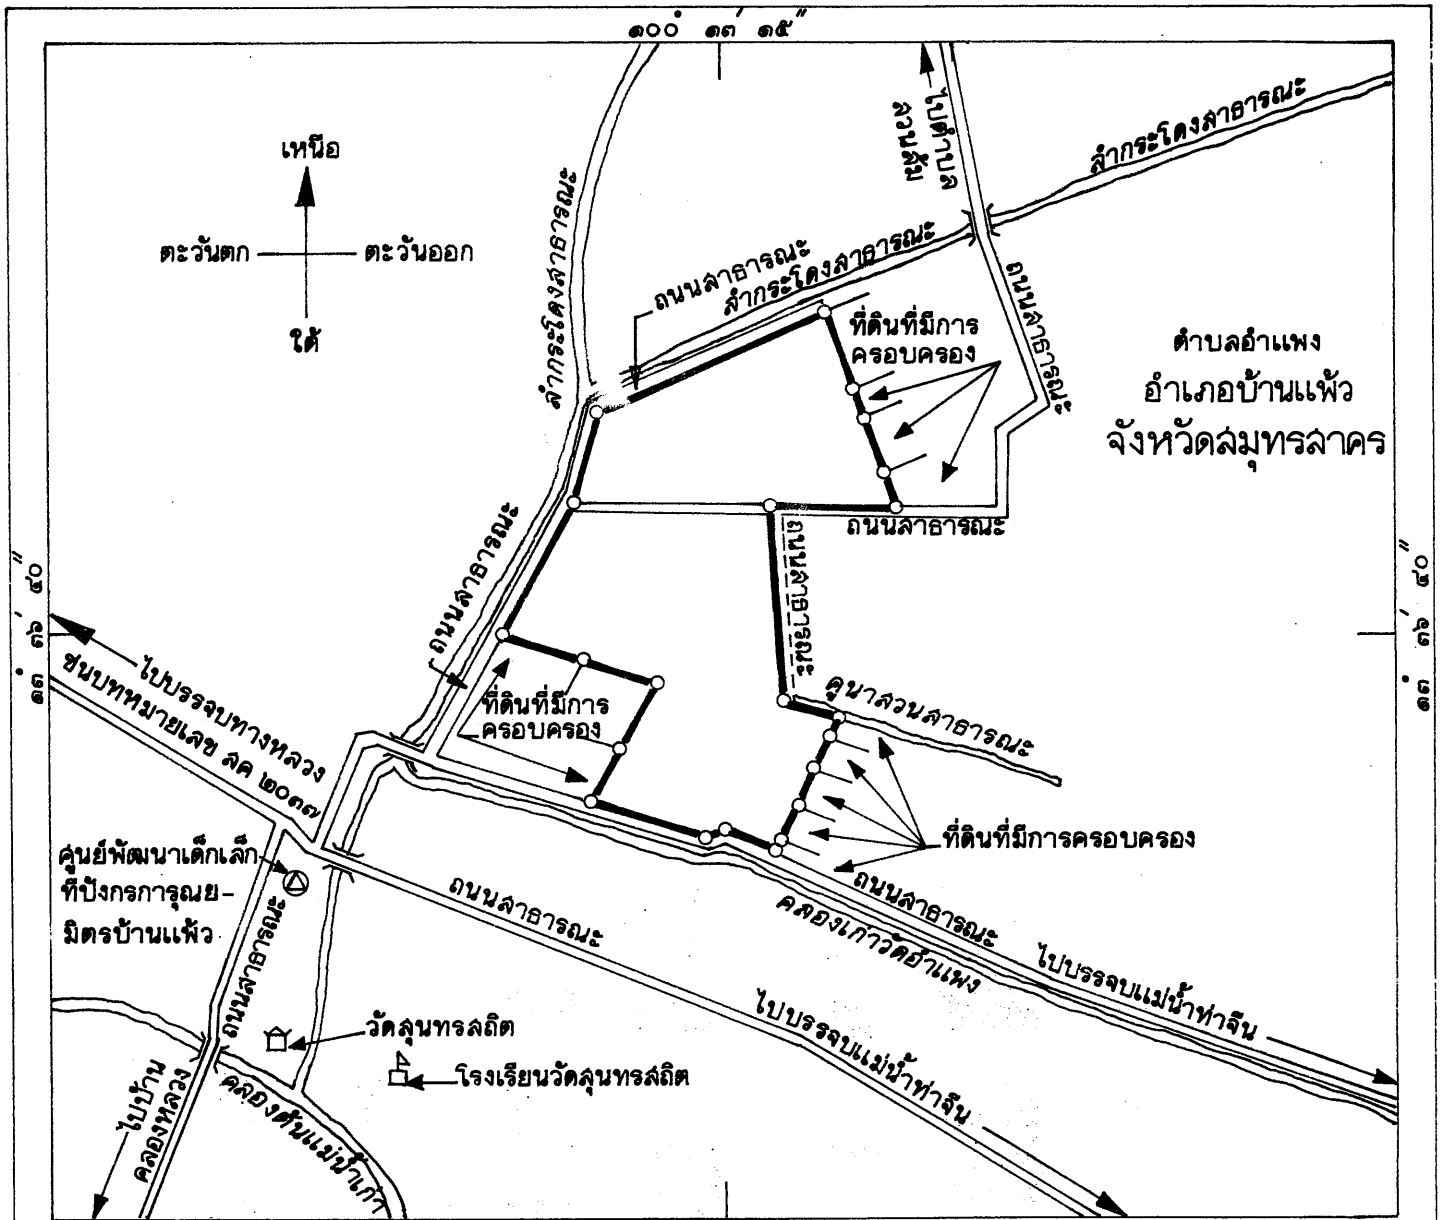 ๑๐๐° ๑๓' ๑๕"
เหนือ
ตะวันตก
ตะวันออก
ใต้
ลำกระโดงสาธารณะ
ไปตำบล
สวนส้ม
ลำกระโดงสาธารณะ
ถนนสาธารณะ
ลำกระโดงสาธารณะ
ถนนสาธารณะ
ที่ดินที่มีการ
ครอบครอง
ตำบลอำแพง
อำเภอบ้านแพ้ว
จังหวัดสมุทรสาคร
ถนนสาธารณะ
ถนนสาธารณะ
ถนนสาธารณะ
๑๓° ๓๖' ๔๐"
๑๓° ๓๖' ๔๐"
ไปบรรจบทางหลวง
ชนบทหมายเลข สค ๒๐๓๗
ที่ดินที่มีการ
ครอบครอง
คูนาสวนสาธารณะ
ที่ดินที่มีการครอบครอง
ศูนย์พัฒนาเด็กเล็ก
ทีปังกรการุณย-
มิตรบ้านแพ้ว
ถนนสาธารณะ
ถนนสาธารณะ
ถนนสาธารณะ
คลองเก่าวัดอำแพง
ไปบรรจบแม่น้ำท่าจีน
ไปบรรจบแม่น้ำท่าจีน
วัดสุนทรสถิต
โรงเรียนวัดสุนทรสถิต
ไปบ้าน
คลองหลวง
คลองต้นแม่น้ำเก่า